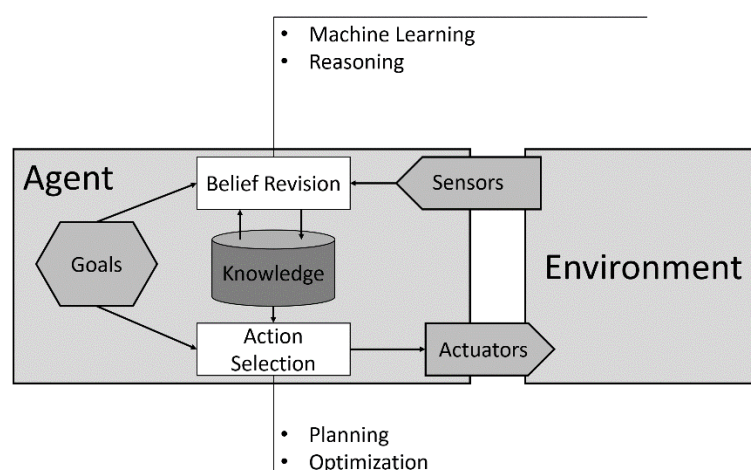 • Machine Learning
• Reasoning
Agent
Belief Revision
Sensors
Goals
Knowledge
Environment
Action
Selection
Actuators
• Planning
• Optimization